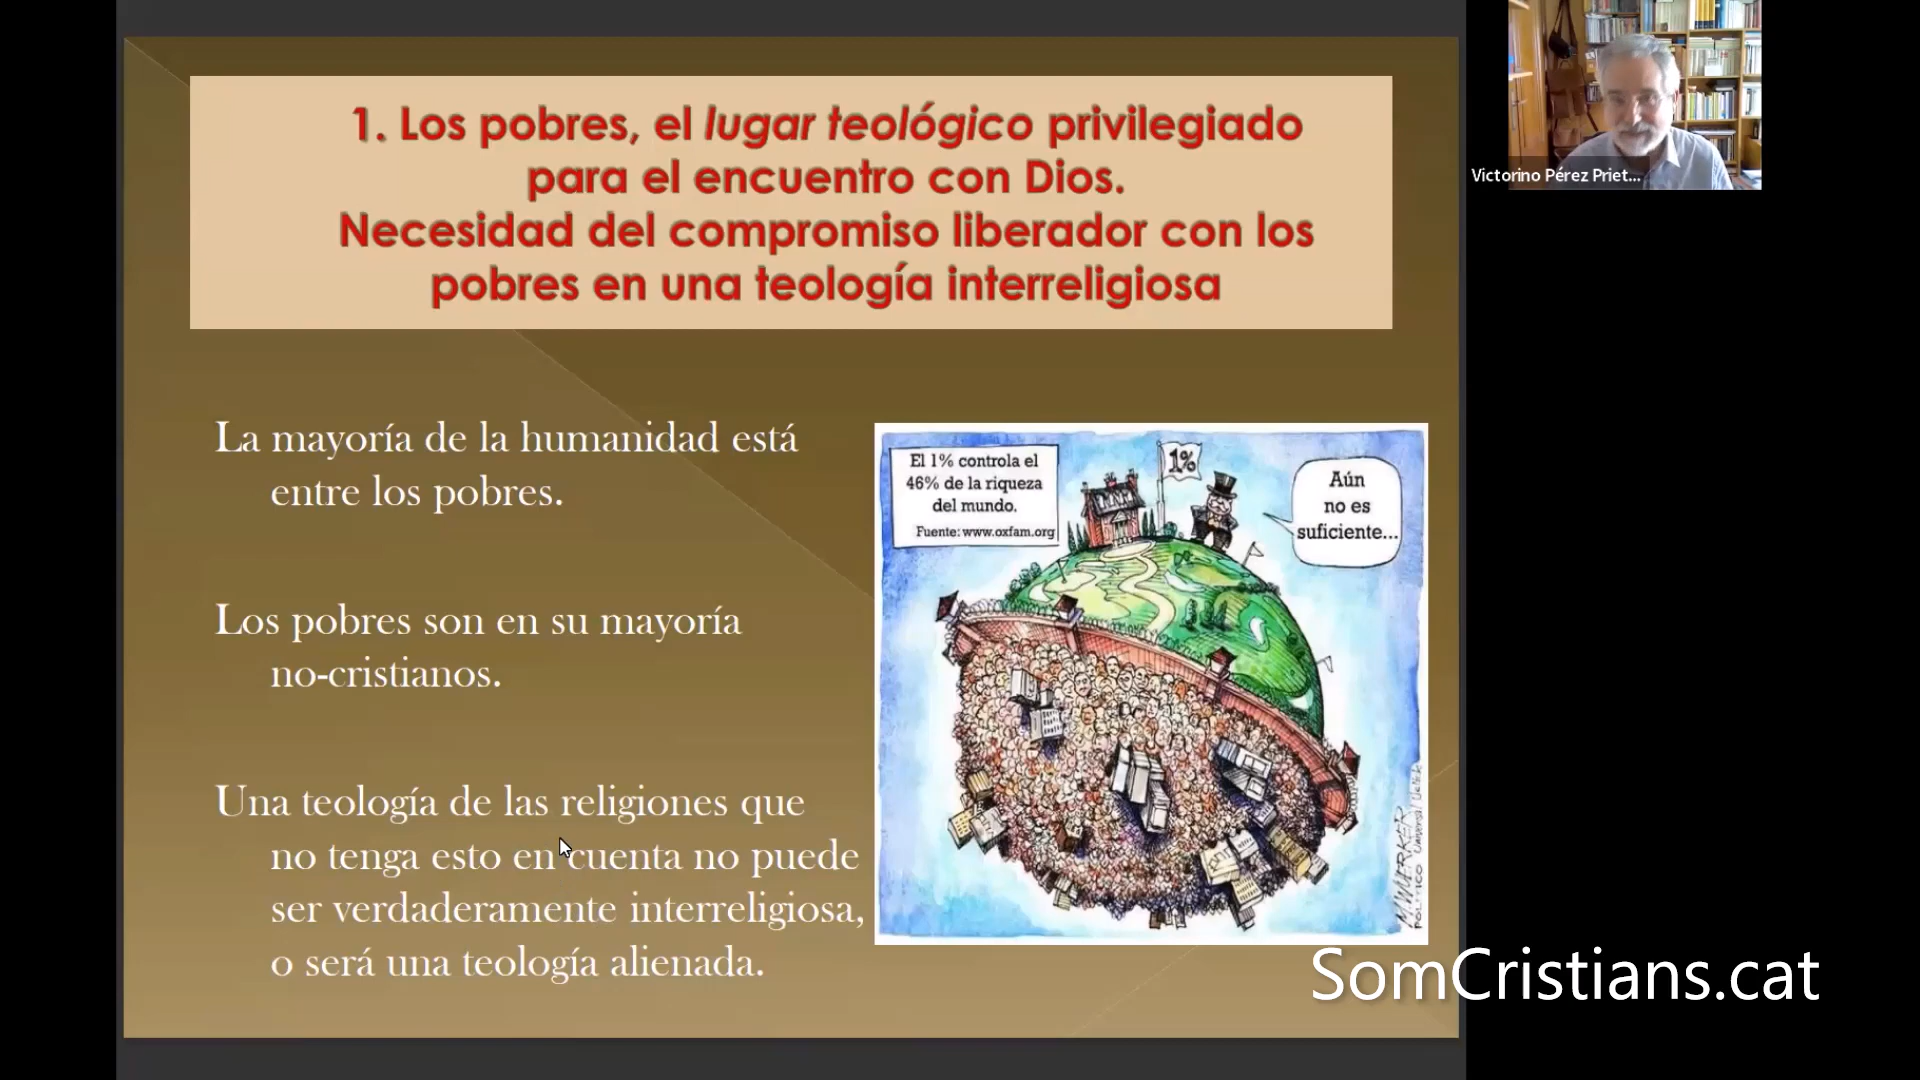 1. Los pobres, el lugar teológico privilegiado
para el encuentro con Dios.
Necesidad del compromiso liberador con los
pobres en una teología interreligiosa
La mayoría de la humanidad está
entre los pobres.
Los pobres son en su mayoría
no-cristianos.
Una teología de las religiones que
no tenga esto en cuenta no puede
ser verdaderamente interreligiosa,
o será una teología alienada.
El 1% controla el
46% de la riqueza
del mundo.
Fuente: www.oxfam.org
1%
Aún
no es
suficiente...
M.WUERKER
POLITICO Universal Uclick
Victorino Pérez Priet...
SomCristians.cat